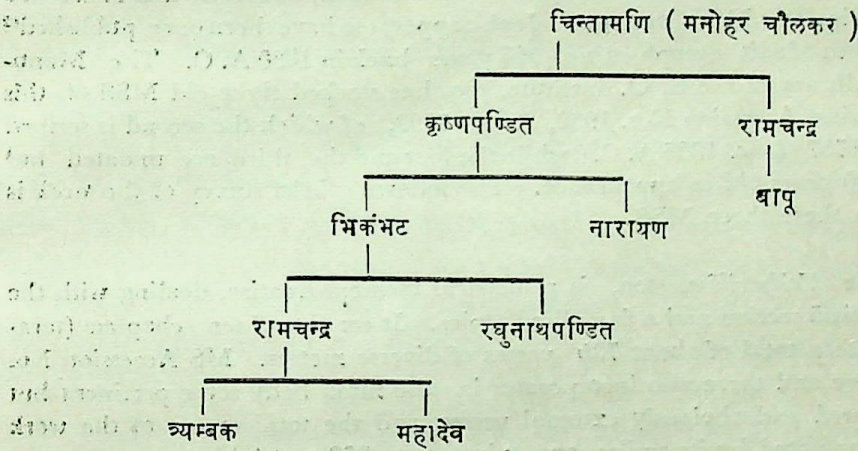 चिन्तामणि ( मनोहर चौलकर )
कृष्णपण्डित रामचन्द्र
भिकंभट नारायण बापू
रामचन्द्र रघुनाथपण्डित
त्र्यम्बक महादेव